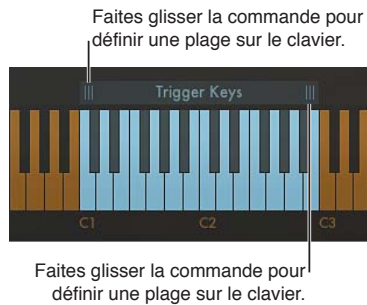 Faites glisser la commande pour
définir une plage sur le clavier.
Trigger Keys
C1 C2 C3
Faites glisser la commande pour
définir une plage sur le clavier.